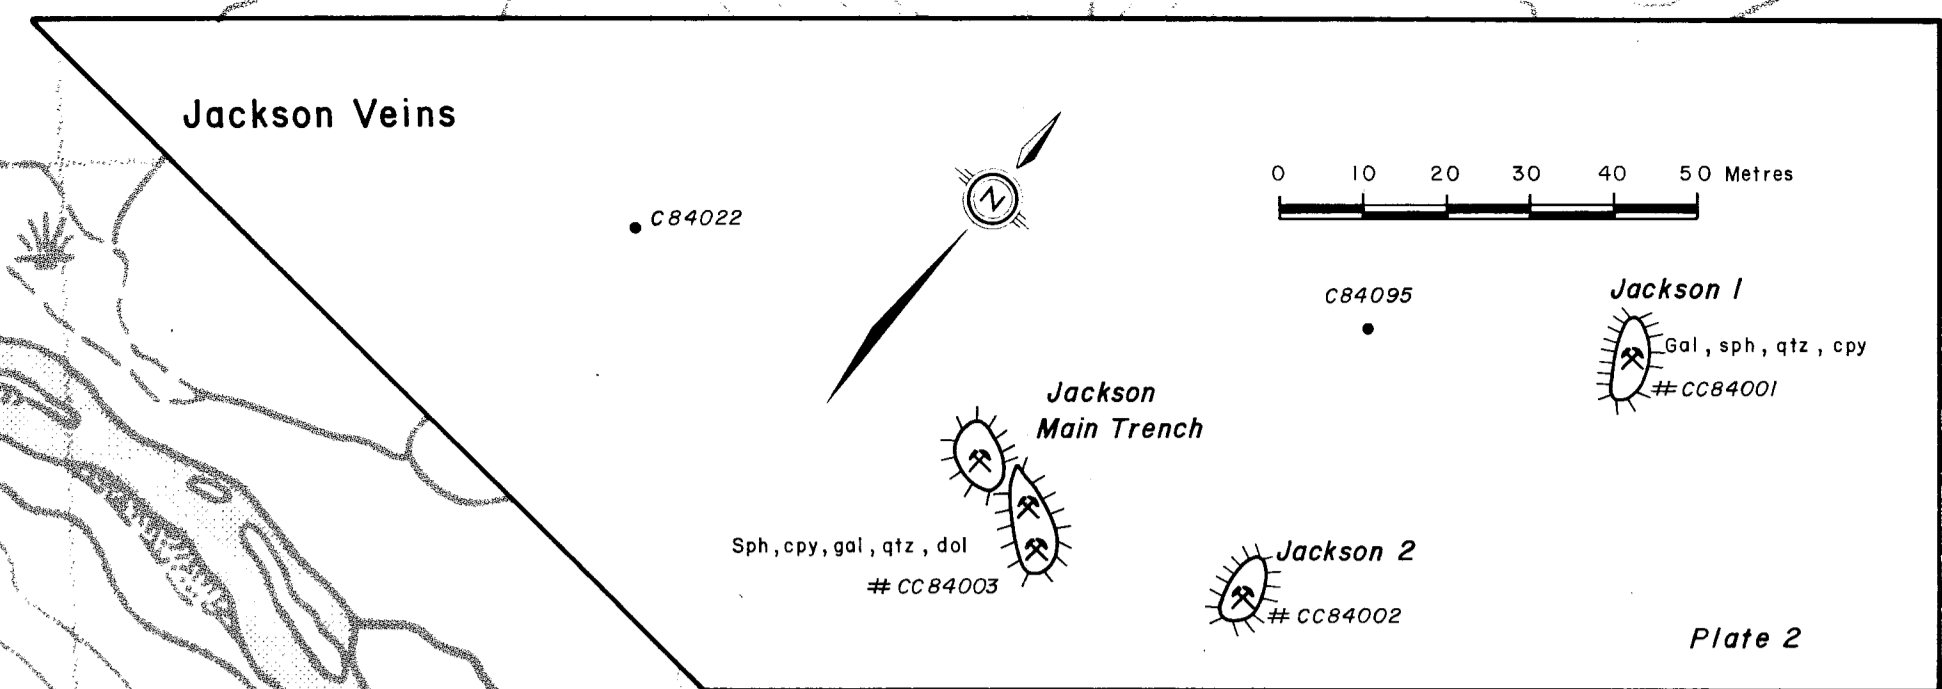 Jackson Veins
N
C84022
0 10 20 30 40 50 Metres
C84095
Jackson 1
Gal, sph, qtz, cpy
#CC84001
Jackson
Main Trench
Sph, cpy, gal, qtz, dol
#CC84003
Jackson 2
#CC84002
Plate 2